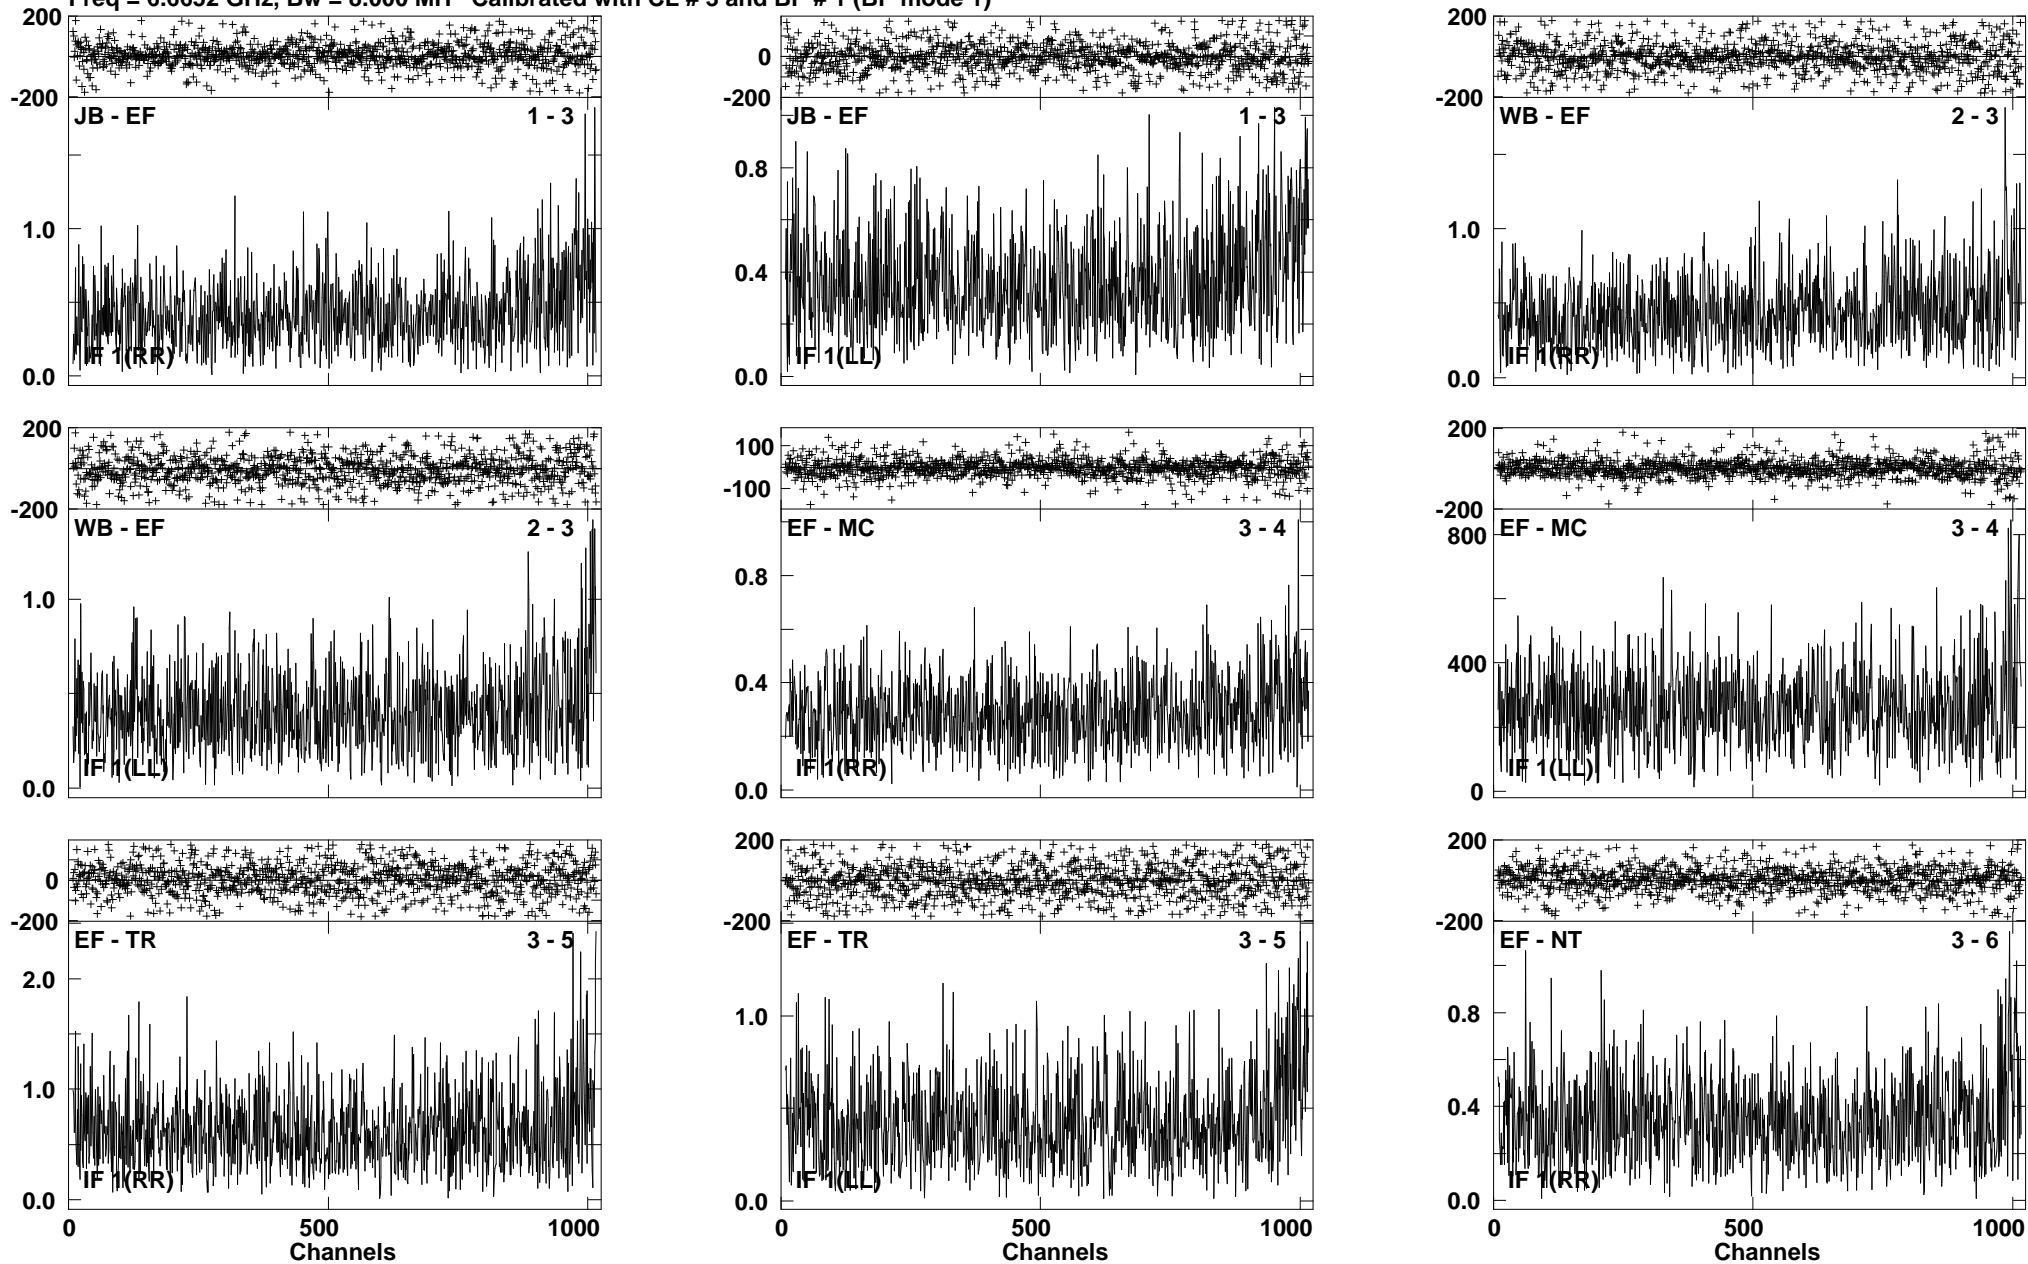 Freq = 6.6652 GHz, Bw = 8.000 MH Calibrated with CL # 3 and BP # 1 (BP mode 1)
200
0
-200
JB - EF 1 - 3
1.0
IF 1(RR)
0.0
JB - EF 1 - 3
0.8
0.4
IF 1(LL)
0.0
200
-200
WB - EF 2 - 3
1.0
IF 1(RR)
0.0
200
-200
WB - EF 2 - 3
1.0
IF 1(LL)
0.0
100
-100
EF - MC 3 - 4
0.8
0.4
IF 1(RR)
0.0
200
-200
EF - MC 3 - 4
800
400
IF 1(LL)
0
0
-200
EF - TR 3 - 5
2.0
1.0
IF 1(RR)
0.0
0 500 1000
Channels
200
-200
EF - TR 3 - 5
1.0
IF 1(LL)
0.0
0 500 1000
Channels
200
-200
EF - NT 3 - 6
0.8
0.4
IF 1(RR)
0.0
0 500 1000
Channels